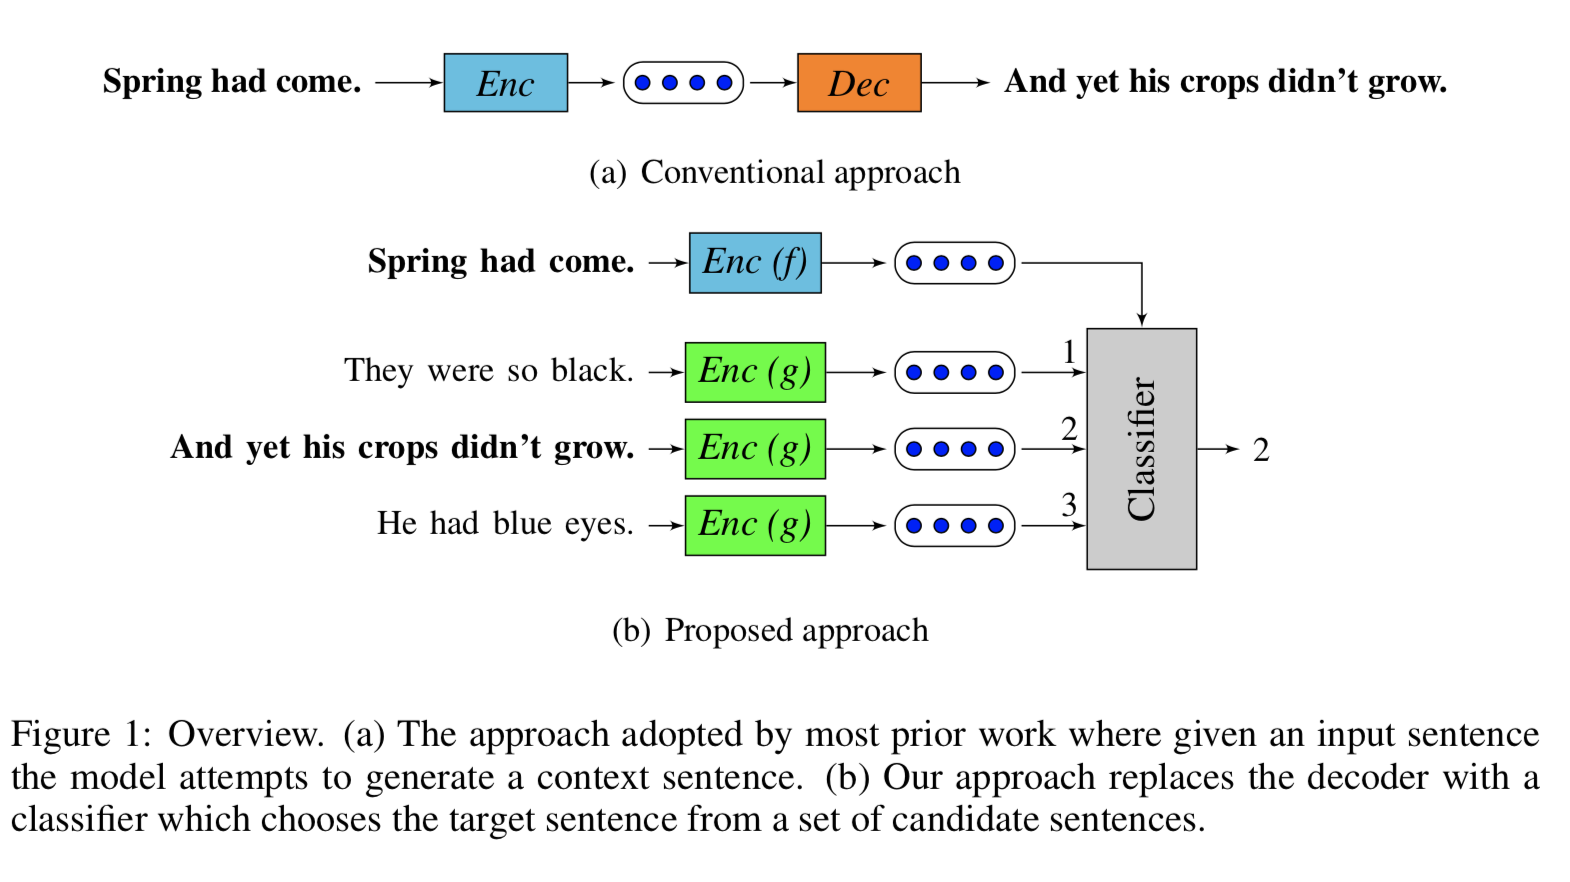 Spring had come. Enc Dec And yet his crops didn't grow.
(a) Conventional approach
Spring had come. Enc (f)
They were so black. Enc (g) 1
And yet his crops didn't grow. Enc (g) 2
He had blue eyes. Enc (g) 3
Classifier
2
(b) Proposed approach
Figure 1: Overview. (a) The approach adopted by most prior work where given an input sentence
the model attempts to generate a context sentence. (b) Our approach replaces the decoder with a
classifier which chooses the target sentence from a set of candidate sentences.